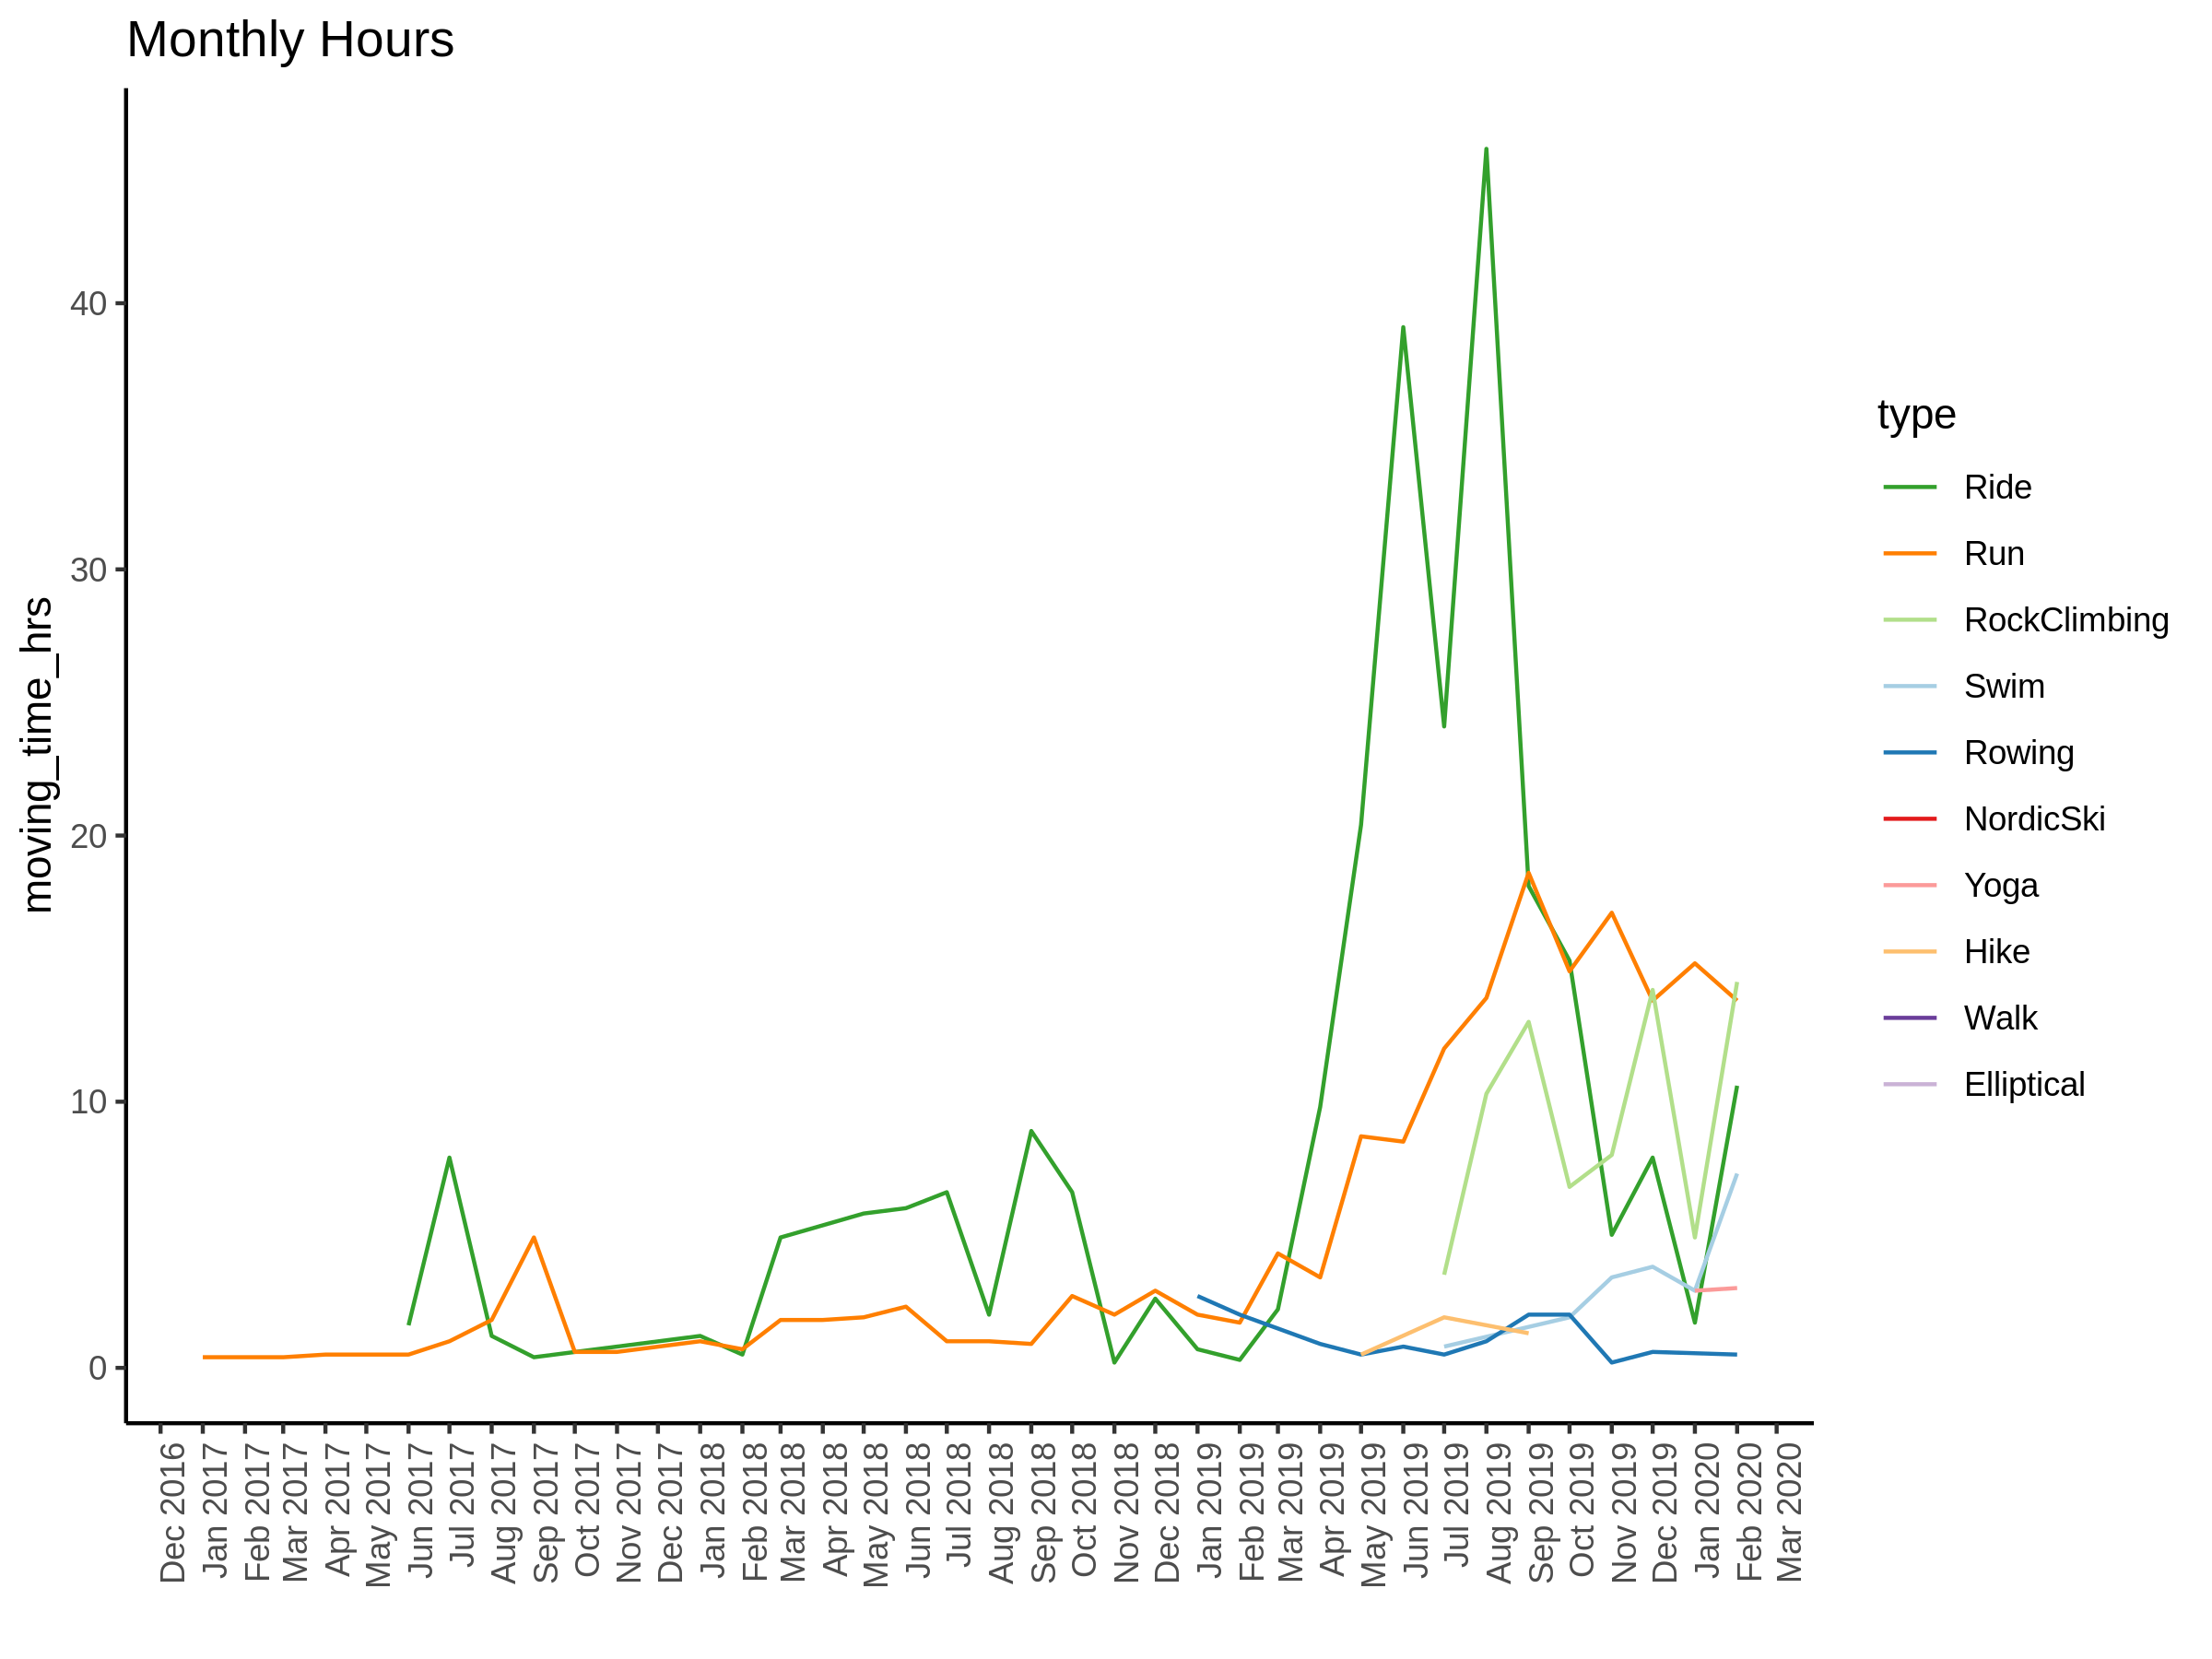 Monthly Hours
moving_time_hrs
40
30
20
10
0
Dec 2016
Jan 2017
Feb 2017
Mar 2017
Apr 2017
May 2017
Jun 2017
Jul 2017
Aug 2017
Sep 2017
Oct 2017
Nov 2017
Dec 2017
Jan 2018
Feb 2018
Mar 2018
Apr 2018
May 2018
Jun 2018
Jul 2018
Aug 2018
Sep 2018
Oct 2018
Nov 2018
Dec 2018
Jan 2019
Feb 2019
Mar 2019
Apr 2019
May 2019
Jun 2019
Jul 2019
Aug 2019
Sep 2019
Oct 2019
Nov 2019
Dec 2019
Jan 2020
Feb 2020
Mar 2020
type
Ride
Run
RockClimbing
Swim
Rowing
NordicSki
Yoga
Hike
Walk
Elliptical